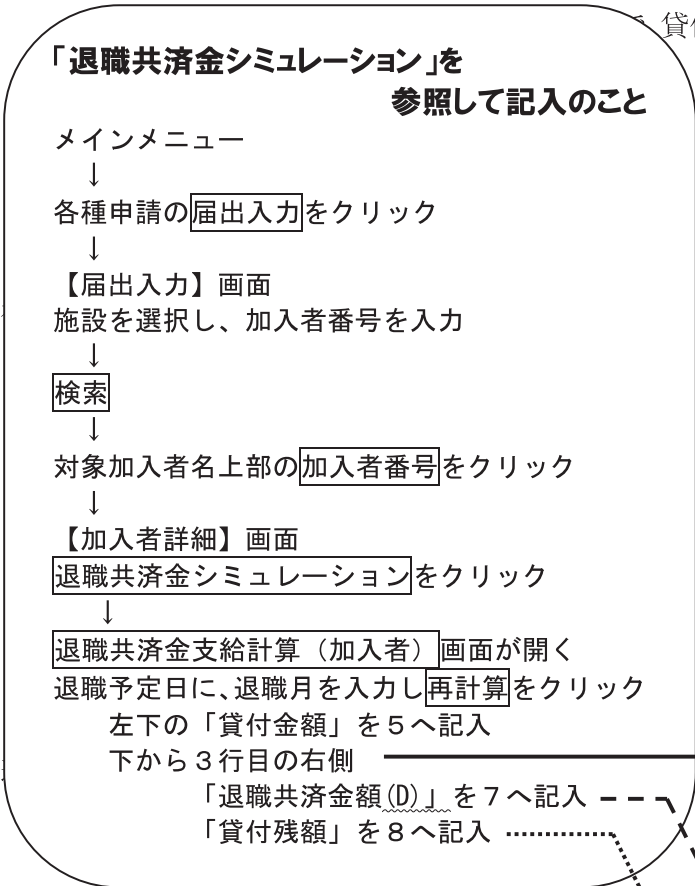 貸
「退職共済金シミュレーション」を
参照して記入のこと
メインメニュー
↓
各種申請の届出入力をクリック
↓
【届出入力】画面
施設を選択し、加入者番号を入力
↓
検索
↓
対象加入者名上部の加入者番号をクリック
↓
【加入者詳細】画面
退職共済金シミュレーションをクリック
↓
退職共済金支給計算（加入者）画面が開く
退職予定日に、退職月を入力し再計算をクリック
左下の「貸付金額」を５へ記入
下から３行目の右側
「退職共済金額(D)」を７へ記入
「貸付残額」を８へ記入